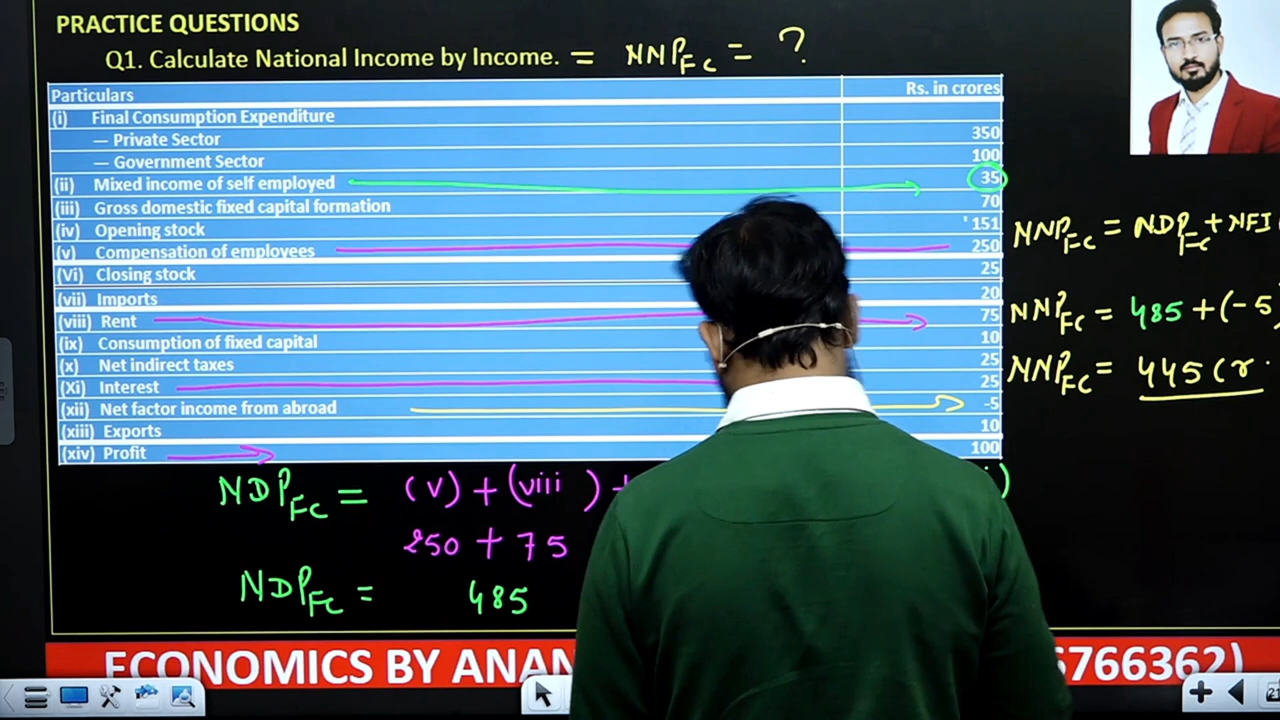 PRACTICE QUESTIONS
Q1. Calculate National Income by Income. = NNPFC = ?
Particulars Rs. in crores
(i) Final Consumption Expenditure
— Private Sector 350
— Government Sector 100
(ii) Mixed income of self employed 35
(iii) Gross domestic fixed capital formation 70
(iv) Opening stock '151
(v) Compensation of employees 250
(Vi) Closing stock 25
(vii) Imports 20
(viii) Rent 75
(ix) Consumption of fixed capital 10
(x) Net indirect taxes 25
(Xi) Interest 25
(xii) Net factor income from abroad -5
(xiii) Exports 10
(xiv) Profit 100
NNPFC = NDPFC + NFI
NNPFC = 485 + (-5)
NNPFC = 445 Cr.
NDPFC = (v) + (viii) +
250 + 75
NDPFC = 485
ECONOMICS BY ANAN 6766362)